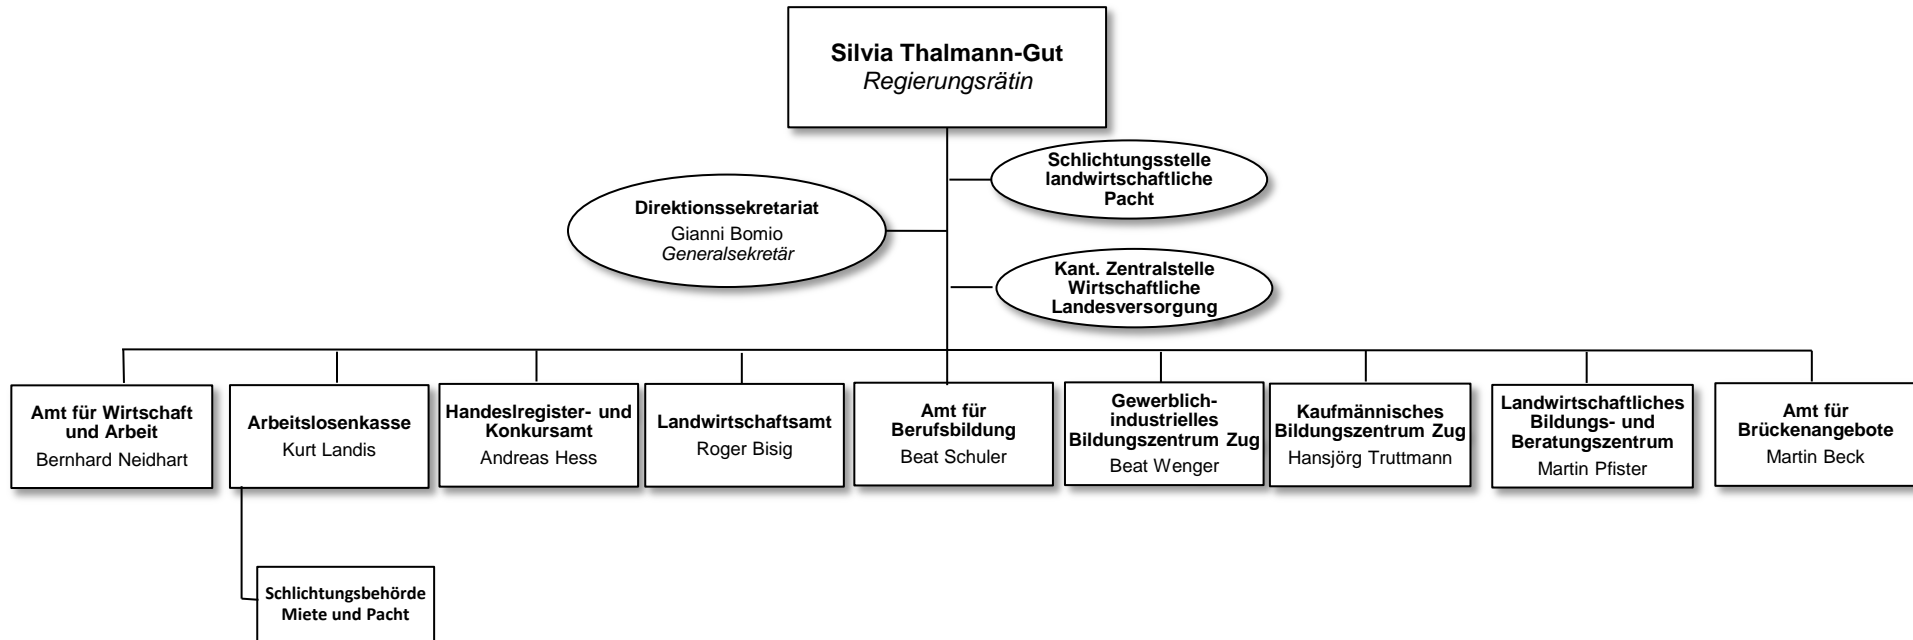 Silvia Thalmann-Gut
Regierungsrätin
Schlichtungsstelle
landwirtschaftliche
Pacht
Direktionssekretariat
Gianni Bomio
Generalsekretär
Kant. Zentralstelle
Wirtschaftliche
Landesversorgung
Amt für Wirtschaft
und Arbeit
Bernhard Neidhart
Arbeitslosenkasse
Kurt Landis
Handeslregister- und
Konkursamt
Andreas Hess
Landwirtschaftsamt
Roger Bisig
Amt für
Berufsbildung
Beat Schuler
Gewerblich-
industrielles
Bildungszentrum Zug
Beat Wenger
Kaufmännisches
Bildungszentrum Zug
Hansjörg Truttmann
Landwirtschaftliches
Bildungs- und
Beratungszentrum
Martin Pfister
Amt für
Brückenangebote
Martin Beck
Schlichtungsbehörde
Miete und Pacht